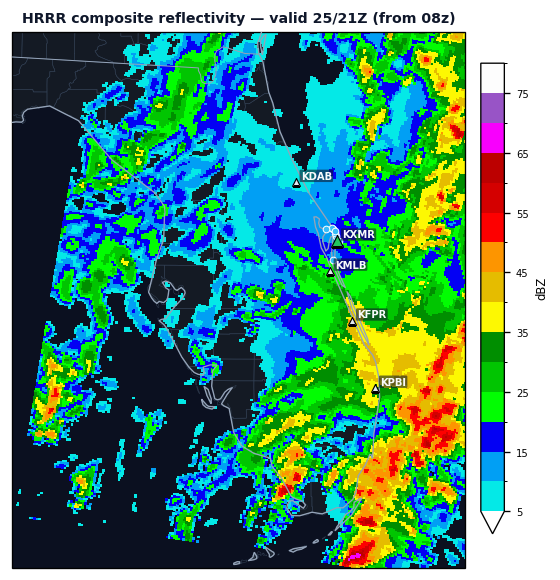 HRRR composite reflectivity — valid 25/21Z (from 08z)
KDAB
KXMR
KMLB
KFPR
KPBI
75
65
55
45
35
25
15
5
dBZ